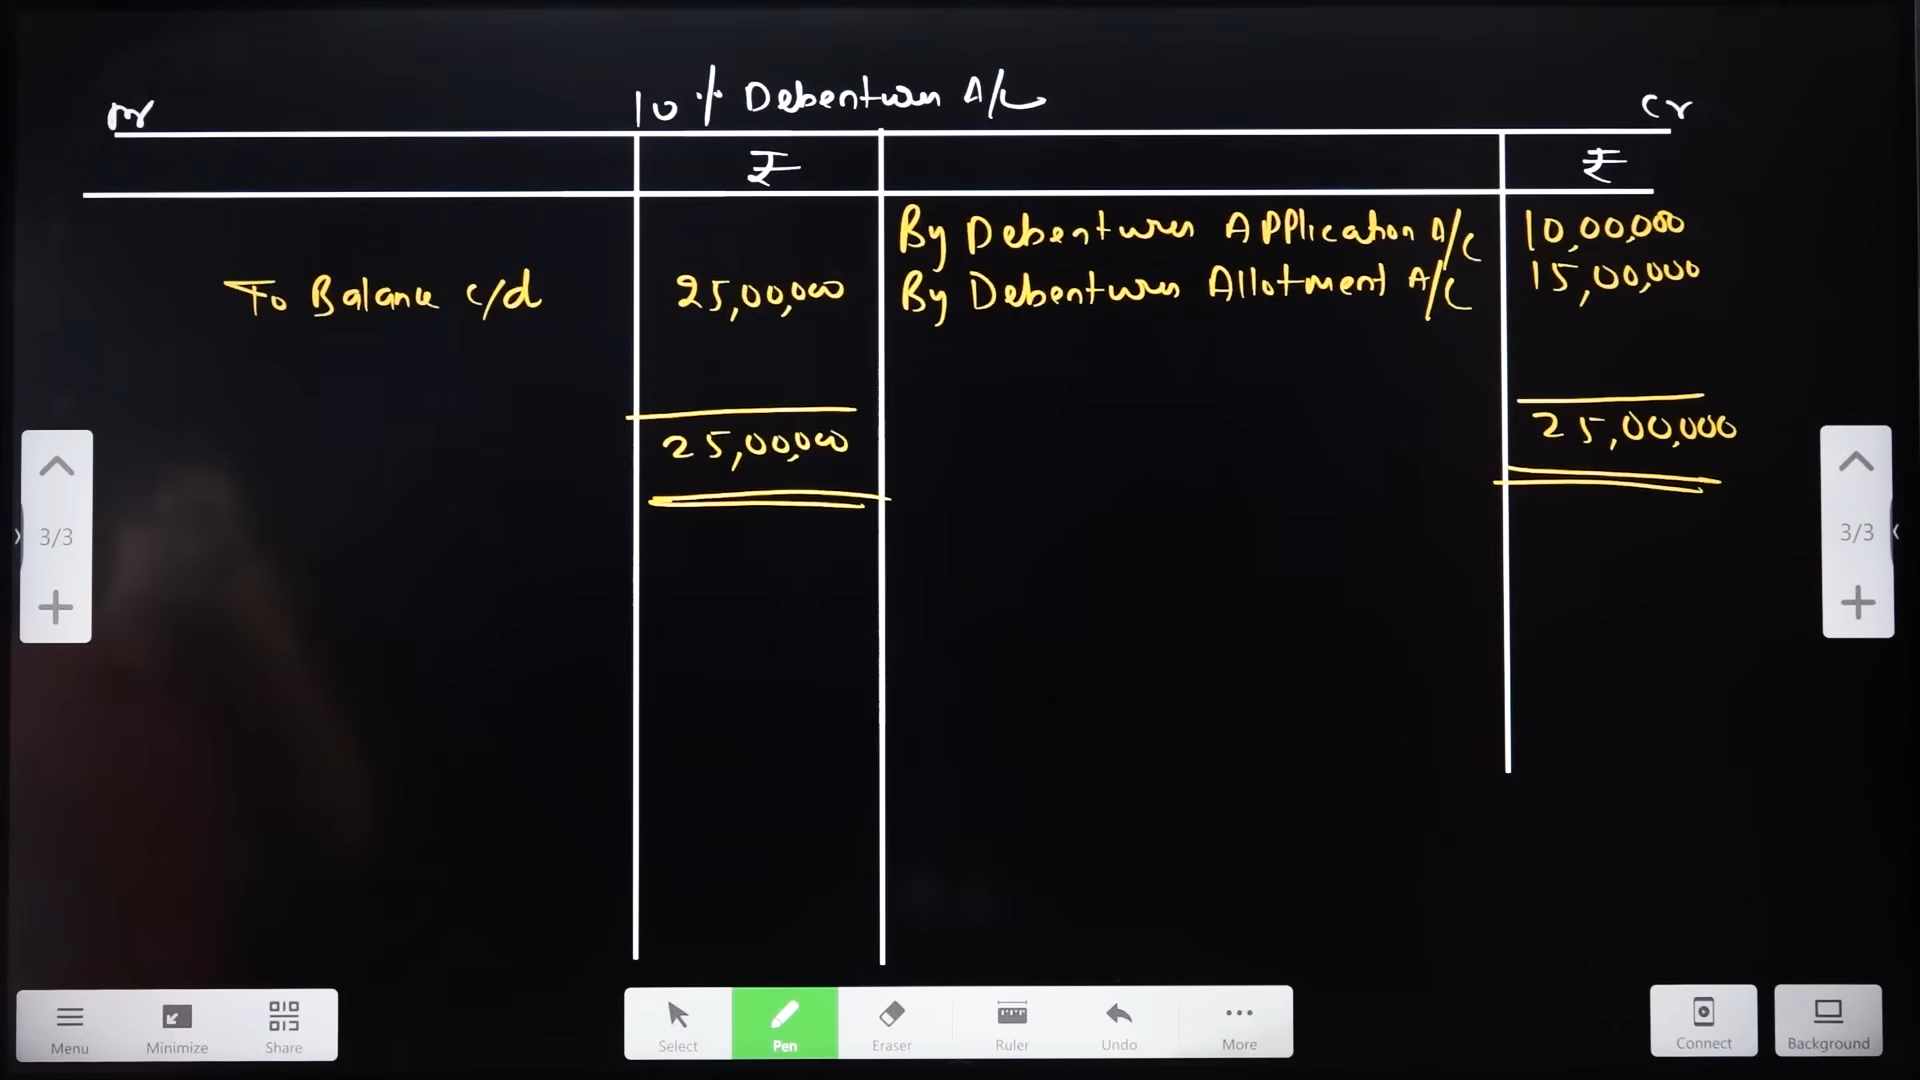 Dr 10% Debentures A/c Cr
₹ ₹
By Debentures Application A/c 10,00,000
To Balance c/d 25,00,000 By Debentures Allotment A/c 15,00,000
25,00,000 25,00,000
3/3 3/3
Menu Minimize Share Select Pen Eraser Ruler Undo More Connect Background